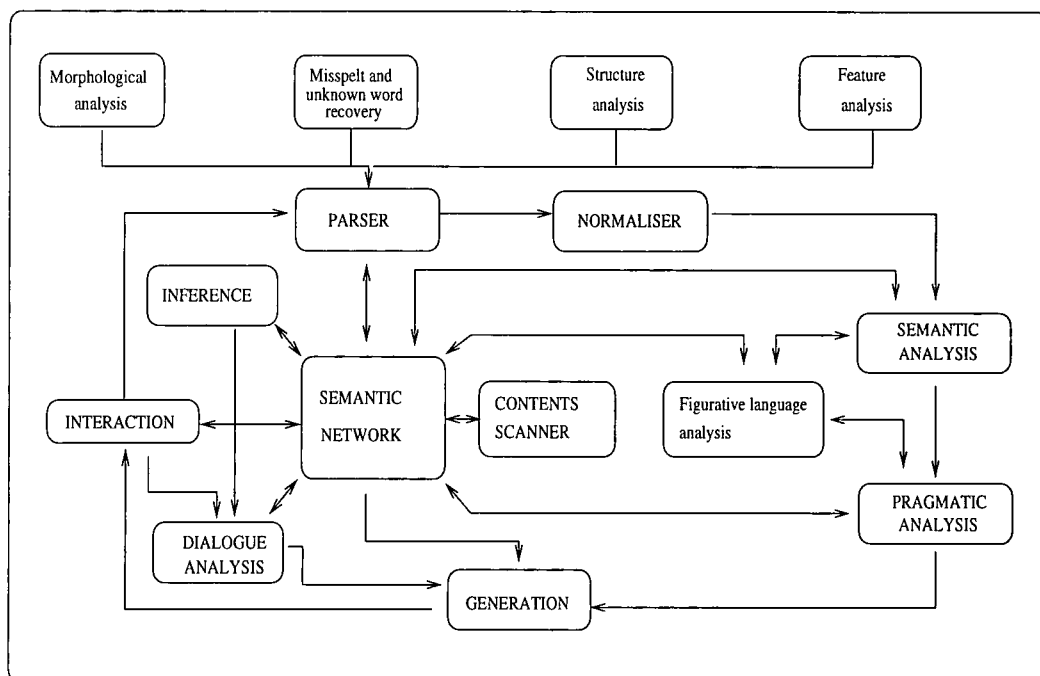 Morphological
analysis
Misspelt and
unknown word
recovery
Structure
analysis
Feature
analysis
PARSER
NORMALISER
INFERENCE
SEMANTIC
ANALYSIS
SEMANTIC
NETWORK
CONTENTS
SCANNER
Figurative language
analysis
INTERACTION
PRAGMATIC
ANALYSIS
DIALOGUE
ANALYSIS
GENERATION